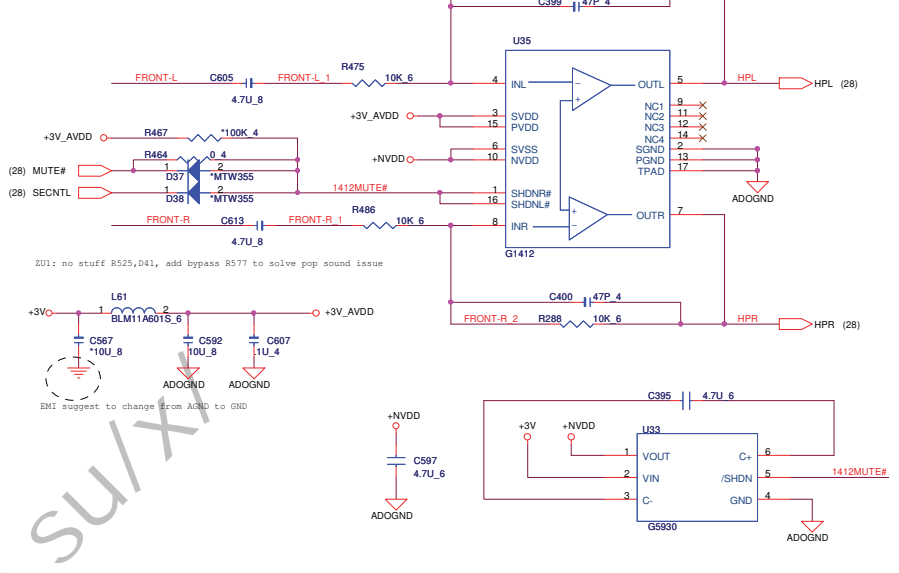 C399 47P_4
U35
FRONT-L C605 FRONT-L_1 R475 10K_6 4 INL OUTL 5 HPL HPL (28)
4.7U_8
+3V_AVDD 3 SVDD NC1 9
15 PVDD NC2 11
NC3 12
NC4 14
+3V_AVDD R467 *100K_4
+NVDD 6 SVSS SGND 2
10 NVDD PGND 13
TPAD 17
R464 0_4
(28) MUTE# 1 2
D37 *MTW355
(28) SECNTL 1 2 1412MUTE# 1 SHDNR#
D38 *MTW355 16 SHDNL#
ADOGND
FRONT-R C613 FRONT-R_1 R486 10K_6 8 INR OUTR 7
4.7U_8
G1412
ZU1: no stuff R525,D41, add bypass R577 to solve pop sound issue
C400 47P_4
FRONT-R_2 R288 10K_6 HPR HPR (28)
L61
+3V 1 2 +3V_AVDD
BLM11A601S_6
C567 C592 C607
*10U_8 10U_8 .1U_4
ADOGND ADOGND
EMI suggest to change from AGND to GND
su/x/
C395 4.7U_6
+NVDD
C597
4.7U_6
ADOGND
+3V +NVDD U33
1 VOUT C+ 6
2 VIN /SHDN 5 1412MUTE#
3 C- GND 4
G5930
ADOGND